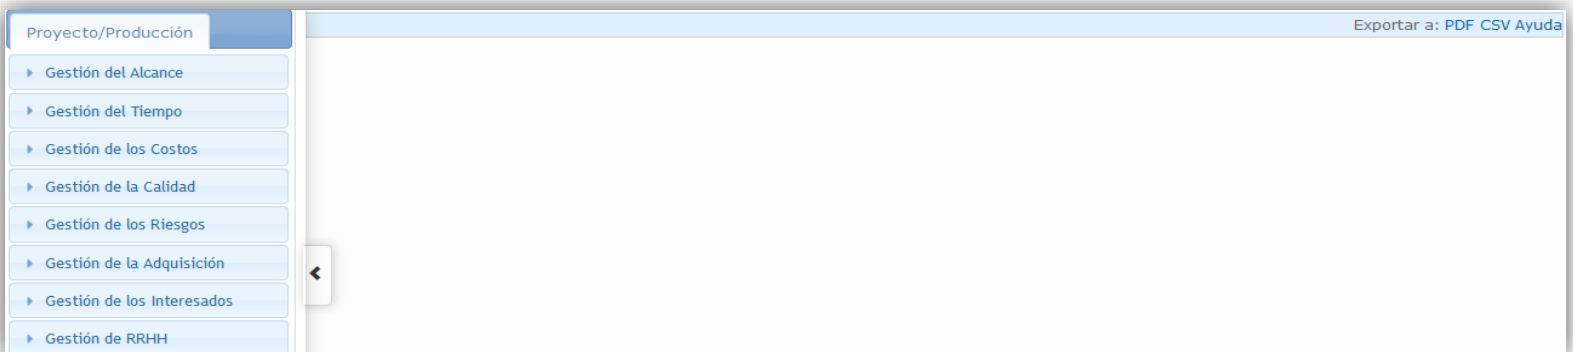 Proyecto/Producción
Exportar a: PDF CSV Ayuda
Gestión del Alcance
Gestión del Tiempo
Gestión de los Costos
Gestión de la Calidad
Gestión de los Riesgos
Gestión de la Adquisición
Gestión de los Interesados
Gestión de RRHH